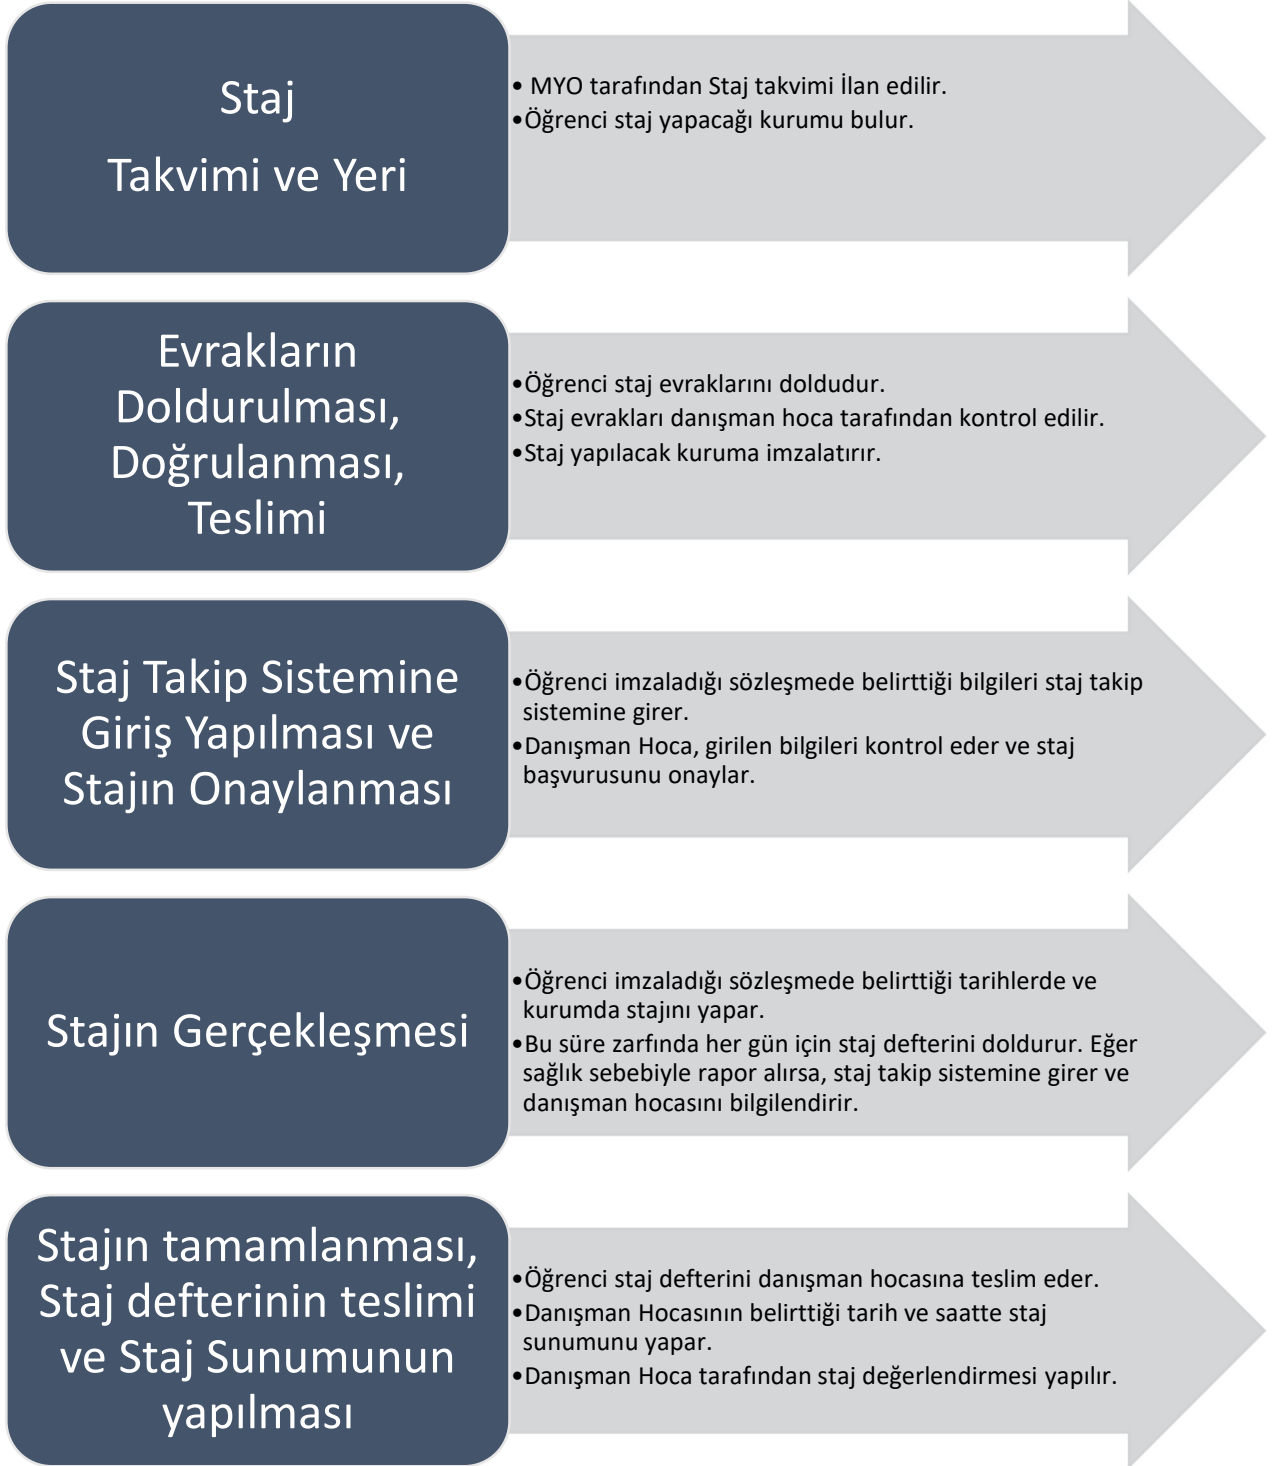 Staj
Takvimi ve Yeri
• MYO tarafından Staj takvimi İlan edilir.
•Öğrenci staj yapacağı kurumu bulur.
Evrakların
Doldurulması,
Doğrulanması,
Teslimi
•Öğrenci staj evraklarını doldudur.
•Staj evrakları danışman hoca tarafından kontrol edilir.
•Staj yapılacak kuruma imzalatırır.
Staj Takip Sistemine
Giriş Yapılması ve
Stajın Onaylanması
•Öğrenci imzaladığı sözleşmede belirttiği bilgileri staj takip
sistemine girer.
•Danışman Hoca, girilen bilgileri kontrol eder ve staj
başvurusunu onaylar.
Stajın Gerçekleşmesi
•Öğrenci imzaladığı sözleşmede belirttiği tarihlerde ve
kurumda stajını yapar.
•Bu süre zarfında her gün için staj defterini doldurur. Eğer
sağlık sebebiyle rapor alırsa, staj takip sistemine girer ve
danışman hocasını bilgilendirir.
Stajın tamamlanması,
Staj defterinin teslimi
ve Staj Sunumunun
yapılması
•Öğrenci staj defterini danışman hocasına teslim eder.
•Danışman Hocasının belirttiği tarih ve saatte staj
sunumunu yapar.
•Danışman Hoca tarafından staj değerlendirmesi yapılır.